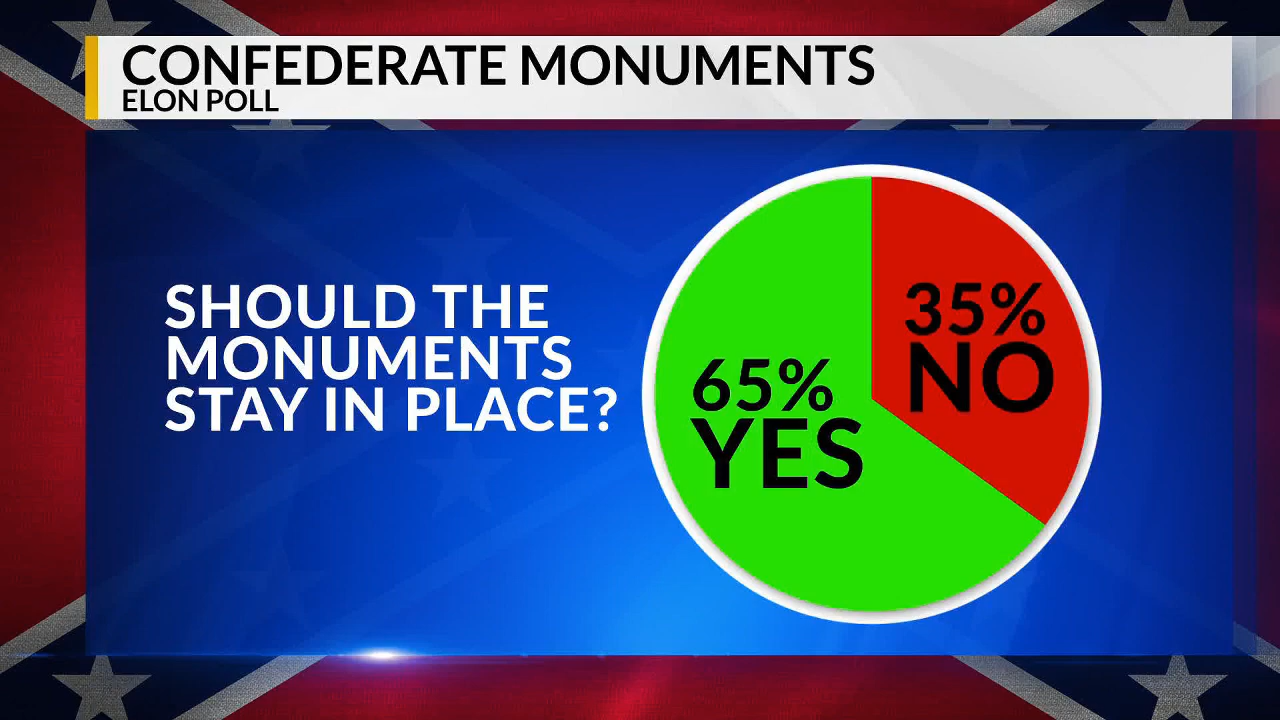 CONFEDERATE MONUMENTS
ELON POLL
SHOULD THE
MONUMENTS
STAY IN PLACE?
65%
YES
35%
NO